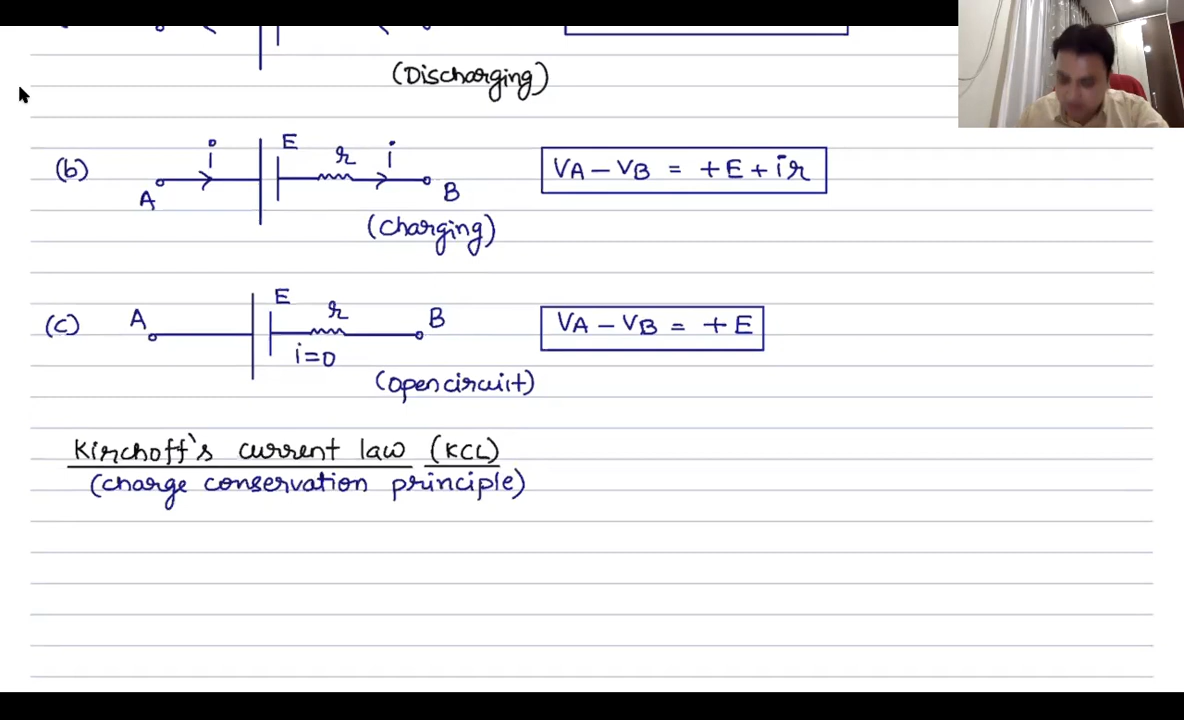 (Discharging)
(b) A i E r i B VA - VB = +E + ir
(Charging)
(c) A E r B VA - VB = +E
i=0
(open circuit)
Kirchoff's current law (KCL)
(charge conservation principle)